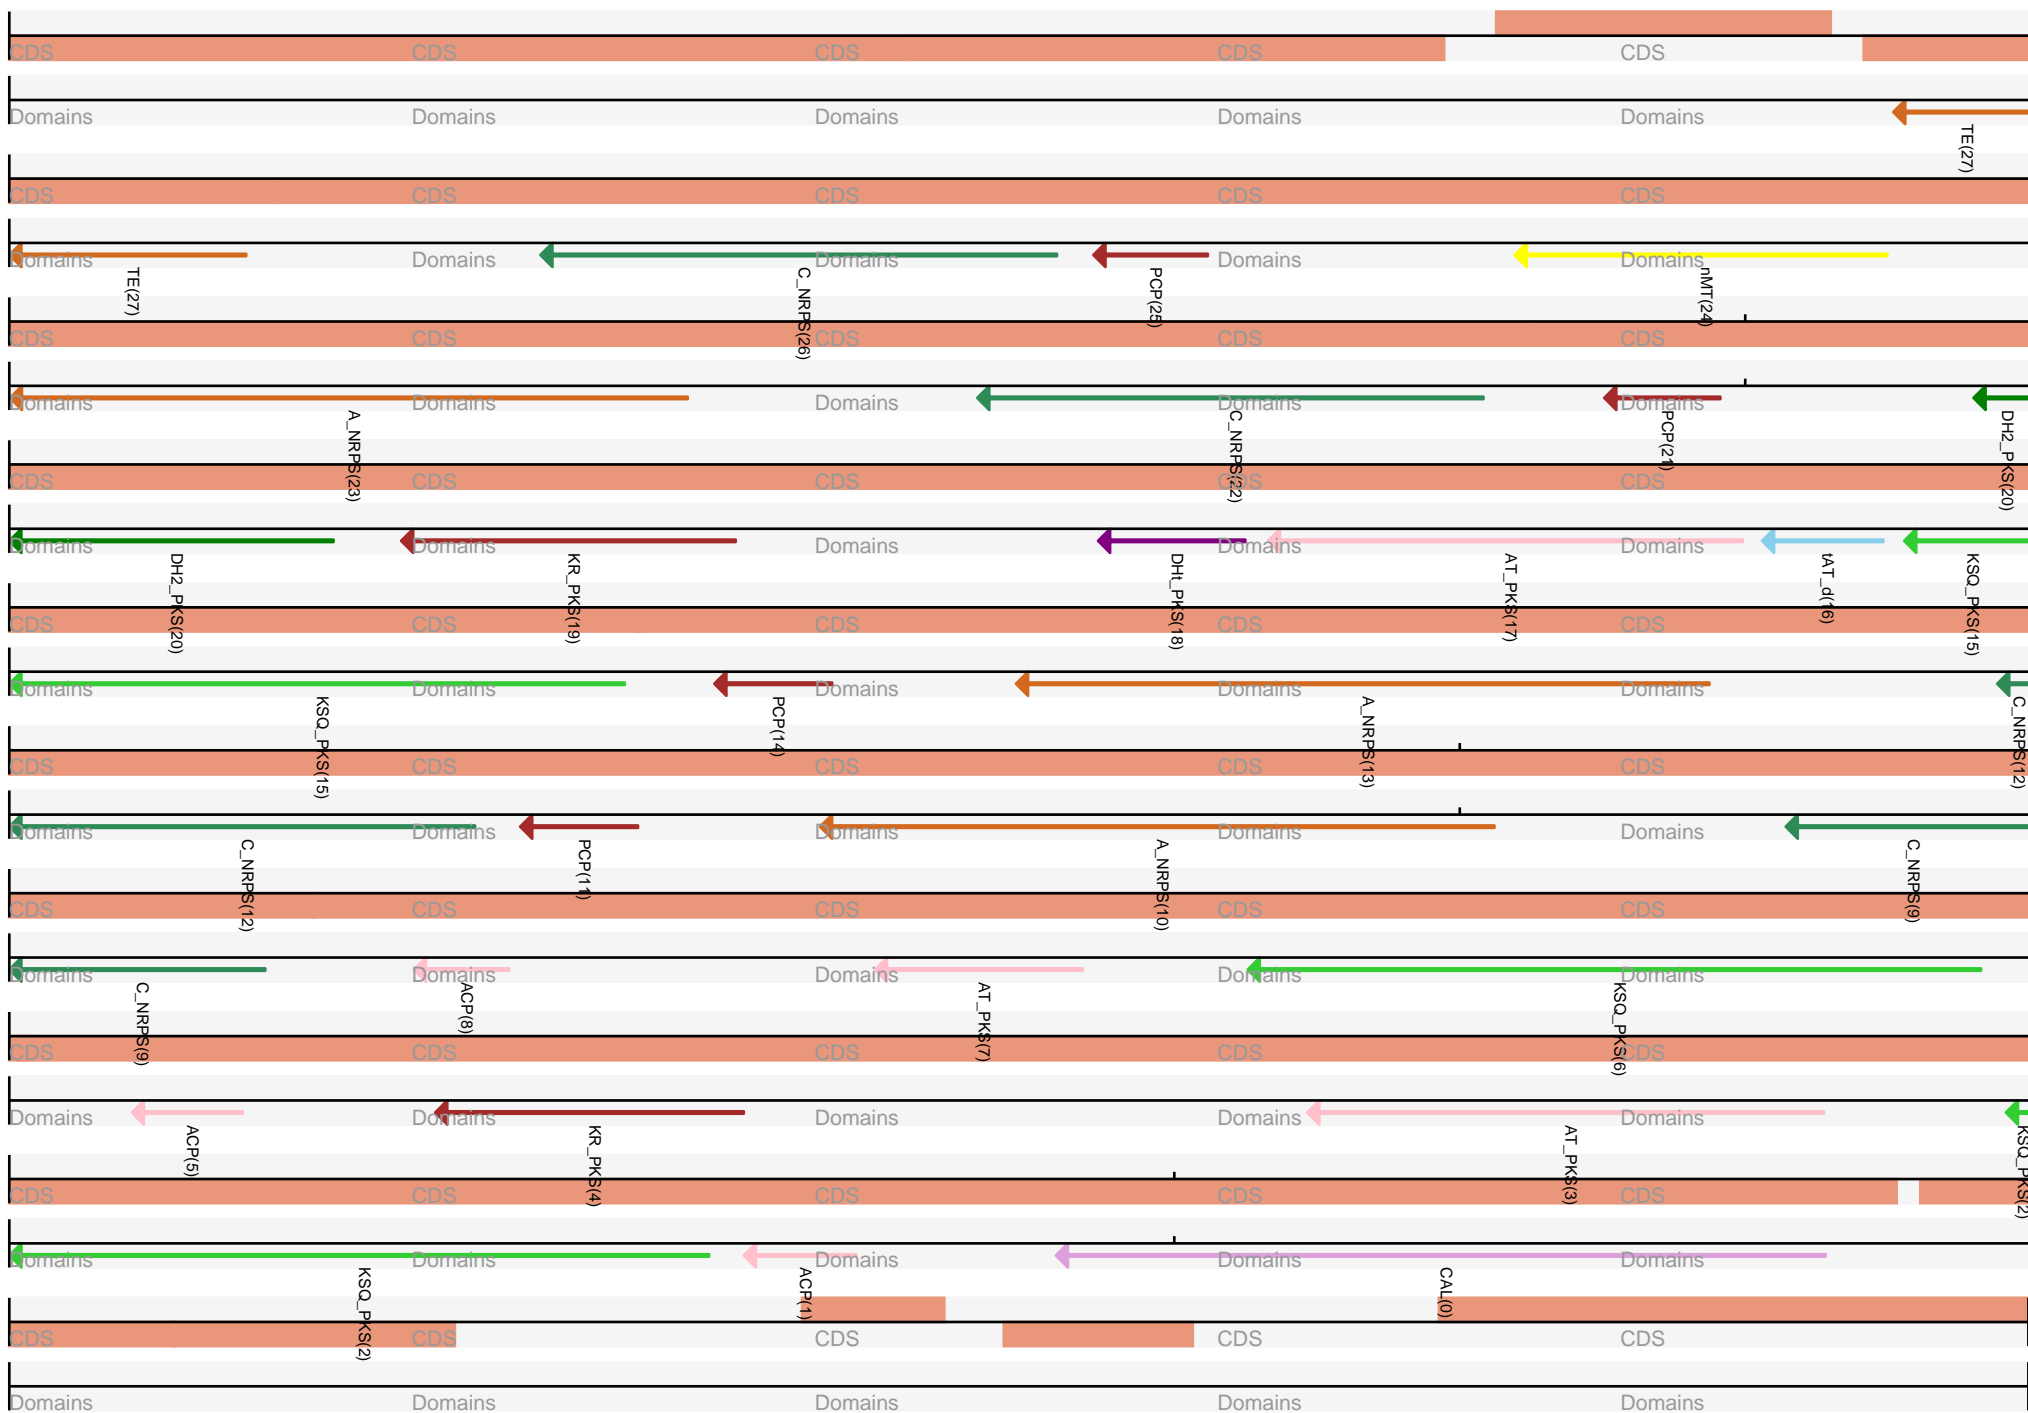 CDS CDS CDS CDS CDS
Domains Domains Domains Domains Domains
TE(27)
CDS CDS CDS CDS CDS
Domains Domains Domains Domains Domains
TE(27) C_NRPS(26) PCP(25) nMT(24)
CDS CDS CDS CDS CDS
Domains Domains Domains Domains Domains
A_NRPS(23) C_NRPS(22) PCP(21) DH2_PKS(20)
CDS CDS CDS CDS CDS
Domains Domains Domains Domains Domains
DH2_PKS(20) KR_PKS(19) DHt_PKS(18) AT_PKS(17) tAT_d(16) KSQ_PKS(15)
CDS CDS CDS CDS CDS
Domains Domains Domains Domains Domains
KSQ_PKS(15) PCP(14) A_NRPS(13) C_NRPS(12)
CDS CDS CDS CDS CDS
Domains Domains Domains Domains Domains
C_NRPS(12) PCP(11) A_NRPS(10) C_NRPS(9)
CDS CDS CDS CDS CDS
Domains Domains Domains Domains Domains
C_NRPS(9) ACP(8) AT_PKS(7) KSQ_PKS(6)
CDS CDS CDS CDS CDS
Domains Domains Domains Domains Domains
ACP(5) KR_PKS(4) AT_PKS(3) KSQ_PKS(2)
CDS CDS CDS CDS CDS
Domains Domains Domains Domains Domains
KSQ_PKS(2) ACP(1) CAL(0)
CDS CDS CDS CDS CDS
Domains Domains Domains Domains Domains